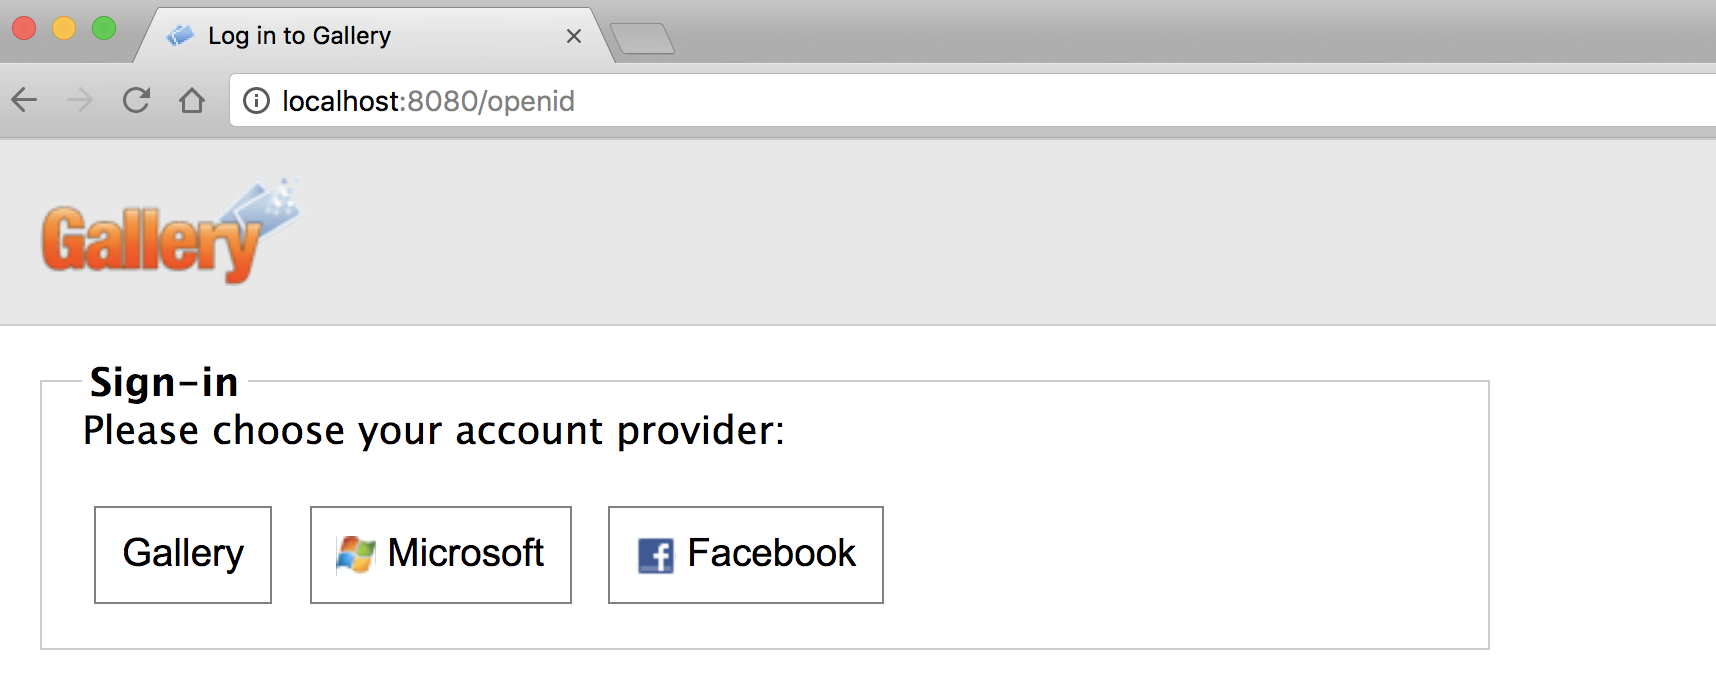 Log in to Gallery
localhost:8080/openid
Gallery
Sign-in
Please choose your account provider:
Gallery Microsoft Facebook